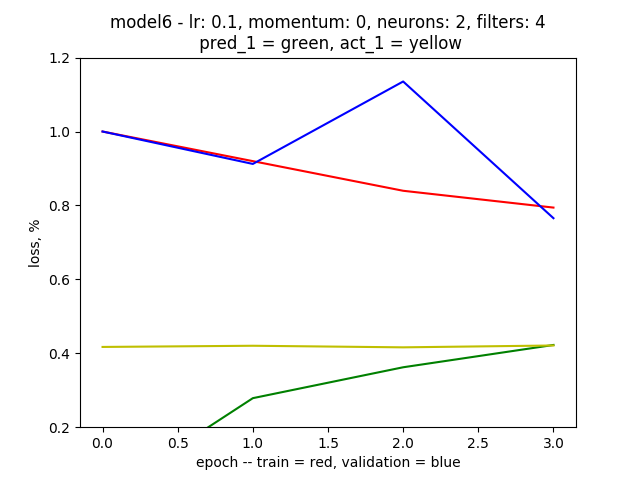 model6 - lr: 0.1, momentum: 0, neurons: 2, filters: 4
pred_1 = green, act_1 = yellow
1.2
1.0
0.8
0.6
0.4
0.2
loss, %
0.0 0.5 1.0 1.5 2.0 2.5 3.0
epoch -- train = red, validation = blue